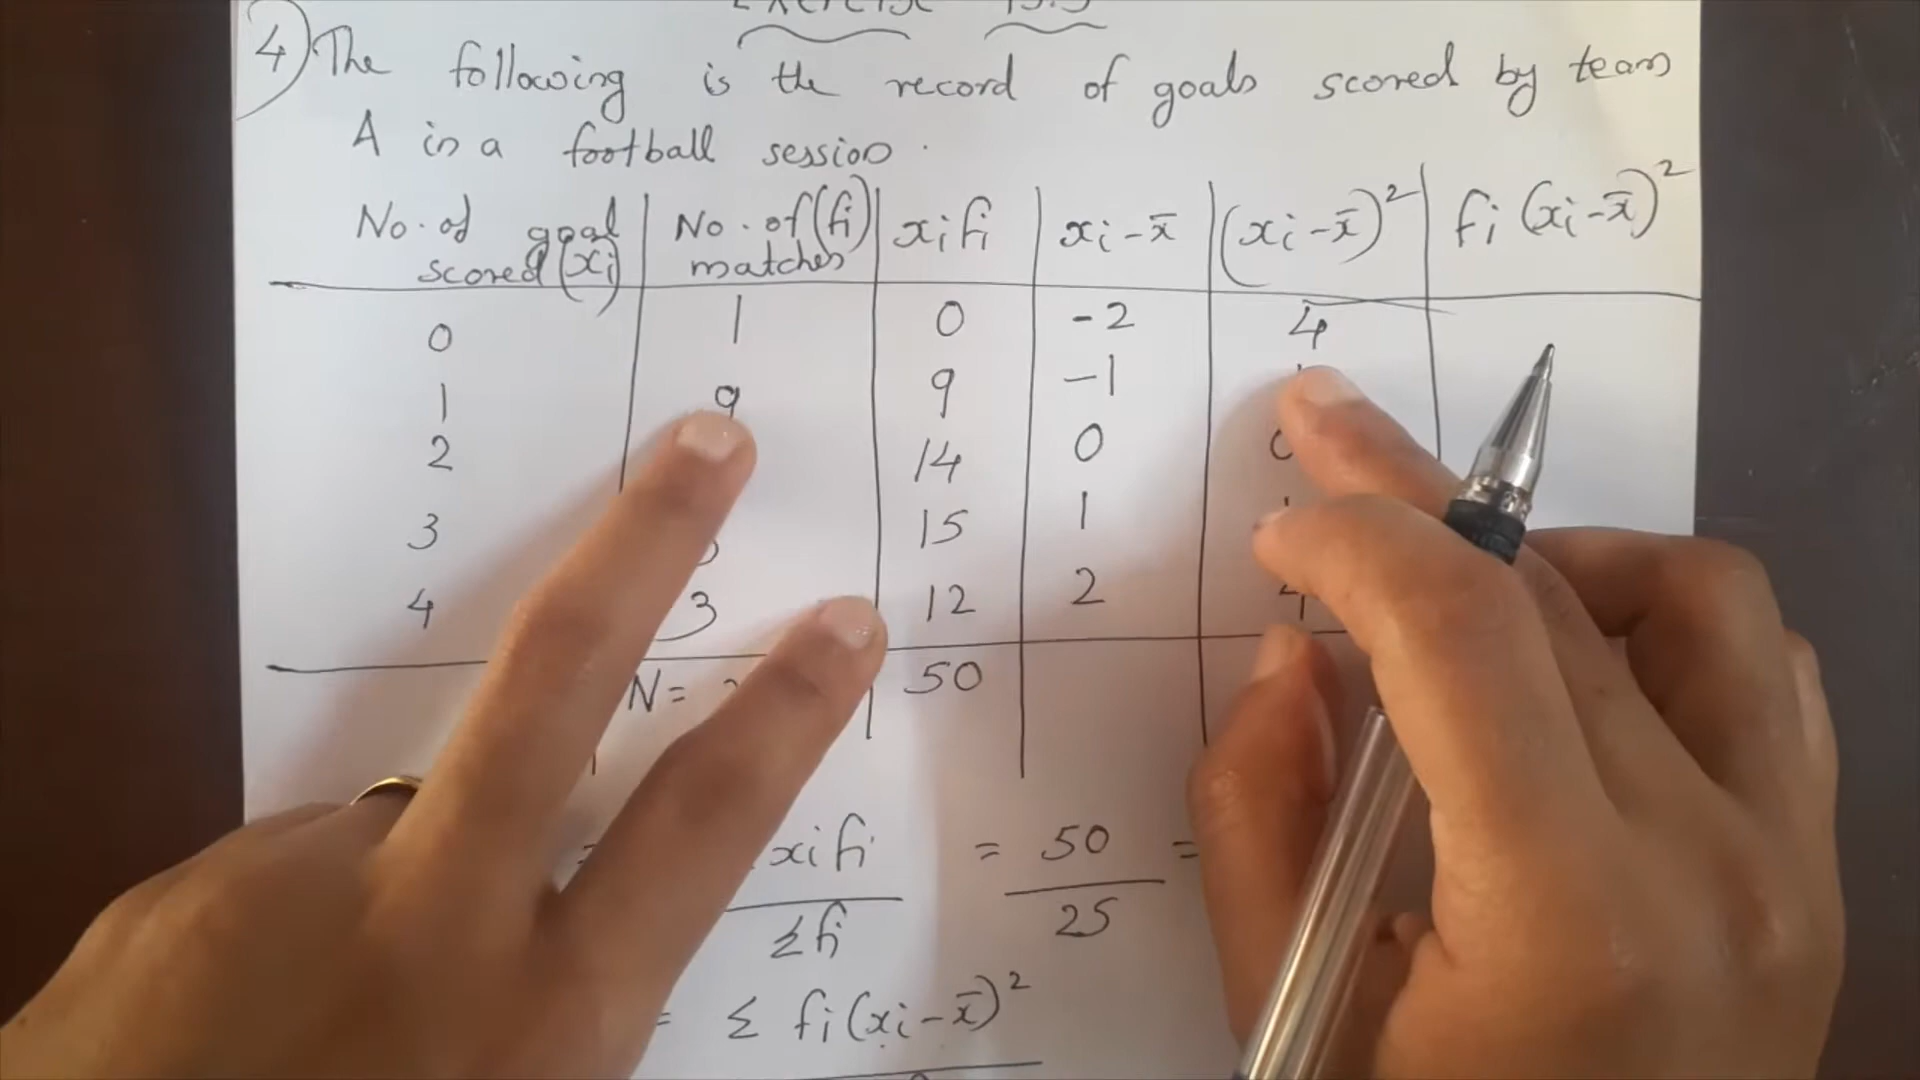 4) The following is the record of goals scored by team
A in a football session.
No. of goal scored (xi) | No. of (fi) matches | xifi | xi-x̄ | (xi-x̄)² | fi(xi-x̄)²
0 1 0 -2 4
1 9 9 -1
2 14 0
3 15 1
4 3 12 2 4
N = 50
xifi = 50 =
Σfi 25
= Σ fi(xi-x̄)²